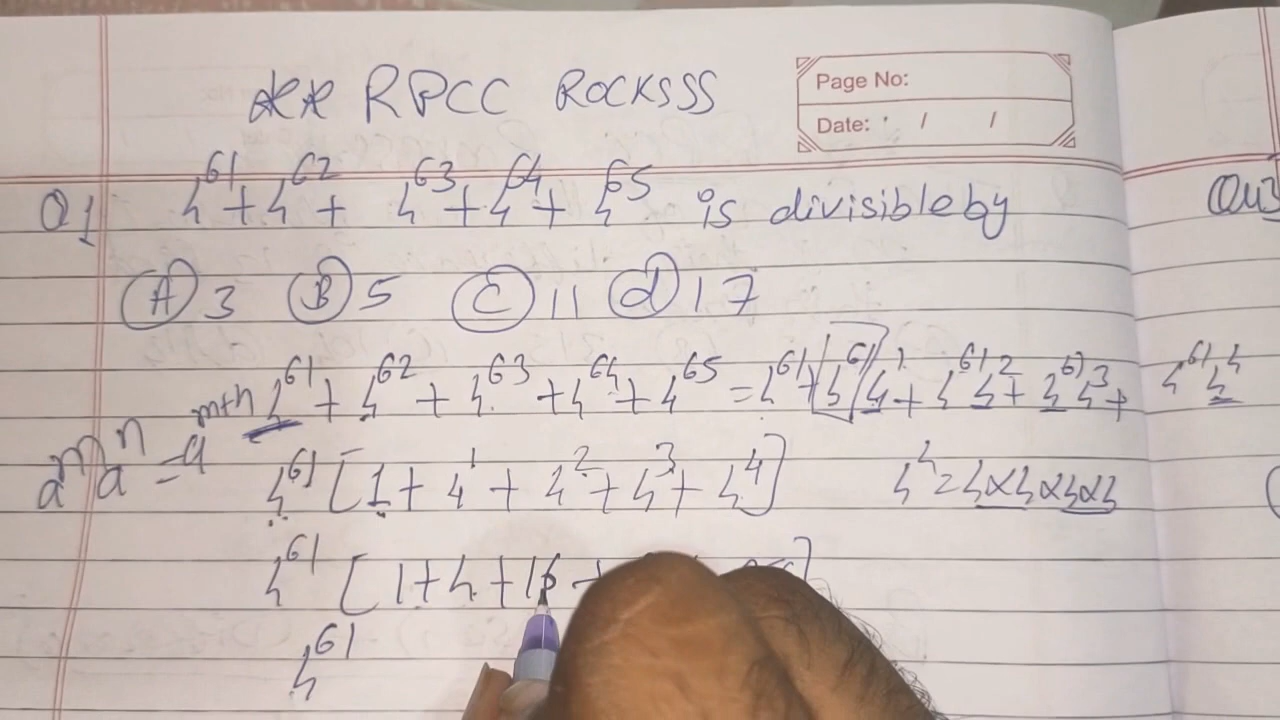 RPCC ROCKSSS
Page No:
Date: / /
Q1 4^61 + 4^62 + 4^63 + 4^64 + 4^65 is divisible by
(A) 3 (B) 5 (C) 11 (d) 17
4^61 + 4^62 + 4^63 + 4^64 + 4^65 = 4^61 + 4^61 4^1 + 4^61 4^2 + 4^61 4^3 + 4^61 4^4
a^m a^n = a^m+n
4^61 [1 + 4^1 + 4^2 + 4^3 + 4^4]
4^4 = 4×4×4×4
4^61 [1+4+16+
4^61